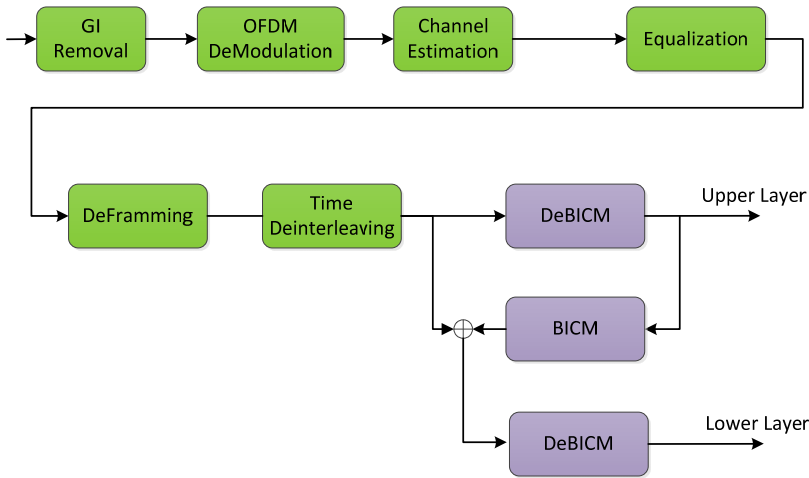 GI
Removal
OFDM
DeModulation
Channel
Estimation
Equalization
DeFramming
Time
Deinterleaving
DeBICM
Upper Layer
BICM
DeBICM
Lower Layer